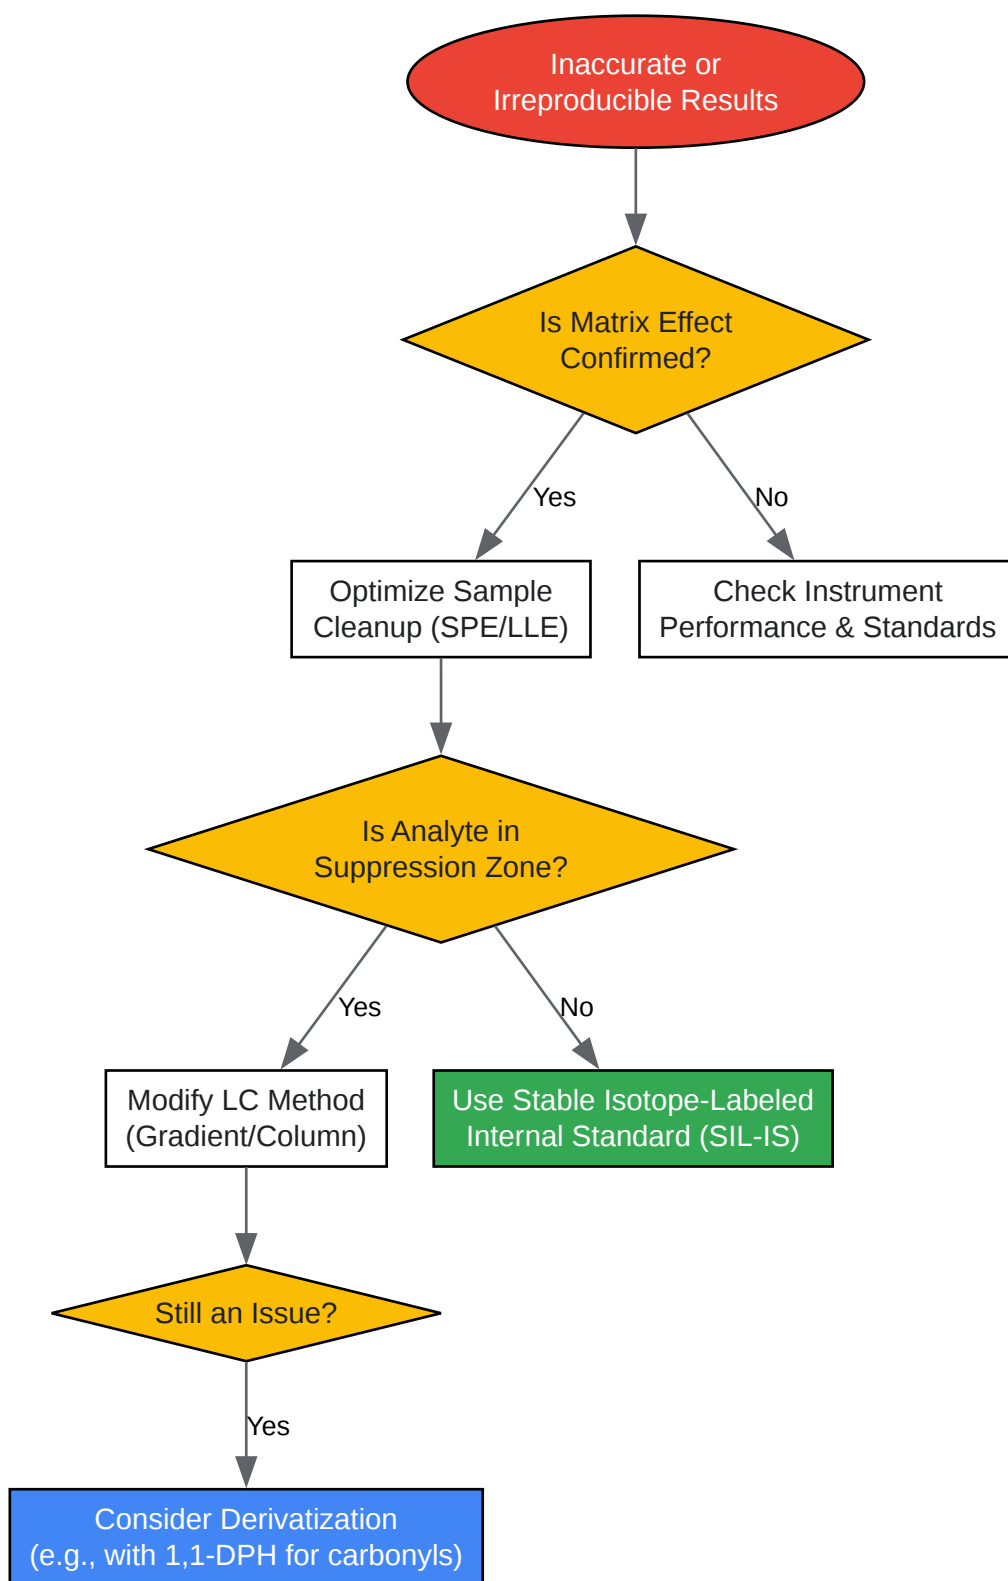 Inaccurate or
Irreproducible Results
Is Matrix Effect
Confirmed?
Yes
No
Optimize Sample
Cleanup (SPE/LLE)
Check Instrument
Performance & Standards
Is Analyte in
Suppression Zone?
Yes
No
Modify LC Method
(Gradient/Column)
Use Stable Isotope-Labeled
Internal Standard (SIL-IS)
Still an Issue?
Yes
Consider Derivatization
(e.g., with 1,1-DPH for carbonyls)